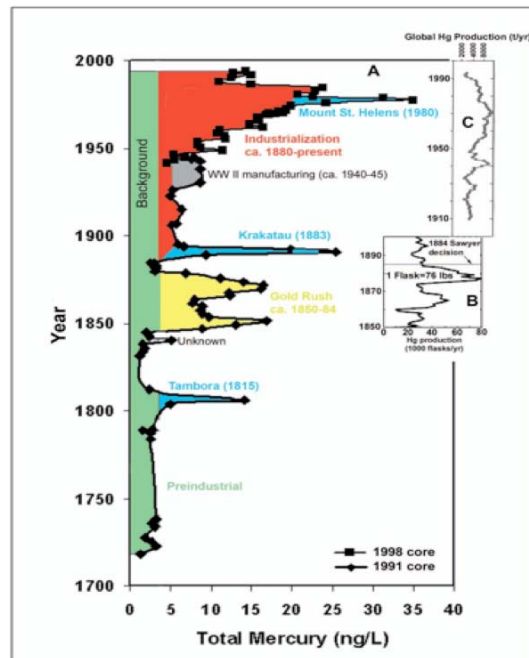 Global Hg Production (t/yr)
2000
4000
8000
2000
A
1990
Mount St. Helens (1980)
C
Industrialization
ca. 1880-present
1950
1950
WW II manufacturing (ca. 1940-45)
Background
1910
Krakatau (1883)
1900
1890
1884 Sawyer
decision
1 Flask=76 lbs
1870
B
Gold Rush
ca. 1850-84
1850
1850
0
40
80
Hg production
(1000 flasks/yr)
Unknown
Year
Tambora (1815)
1800
Preindustrial
1750
1998 core
1991 core
1700
0
5
10
15
20
25
30
35
40
Total Mercury (ng/L)